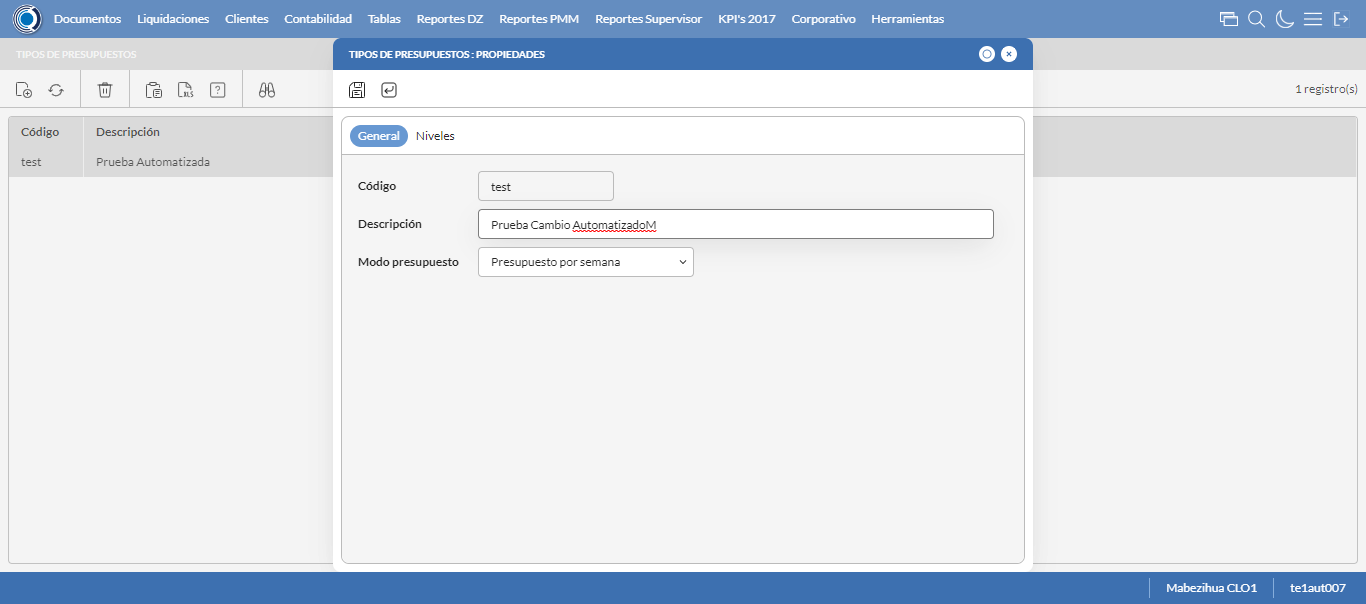 Documentos Liquidaciones Clientes Contabilidad Tablas Reportes DZ Reportes PMM Reportes Supervisor KPI's 2017 Corporativo Herramientas
TIPOS DE PRESUPUESTOS
TIPOS DE PRESUPUESTOS : PROPIEDADES
XLS ?
1 registro(s)
Código Descripción
test Prueba Automatizada
General Niveles
Código test
Descripción Prueba Cambio AutomatizadoM
Modo presupuesto Presupuesto por semana
Mabezihua CLO1 te1aut007